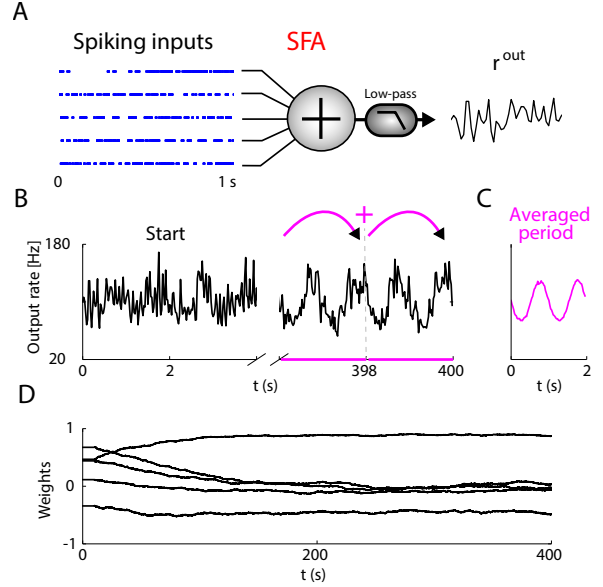 A
Spiking inputs
SFA
r out
Low-pass
+
0
1 s
B
+
C
Start
Averaged
period
180
Output rate [Hz]
20
0
2
398
400
0
2
t (s)
t (s)
D
1
Weights
0
-1
0
200
400
t (s)